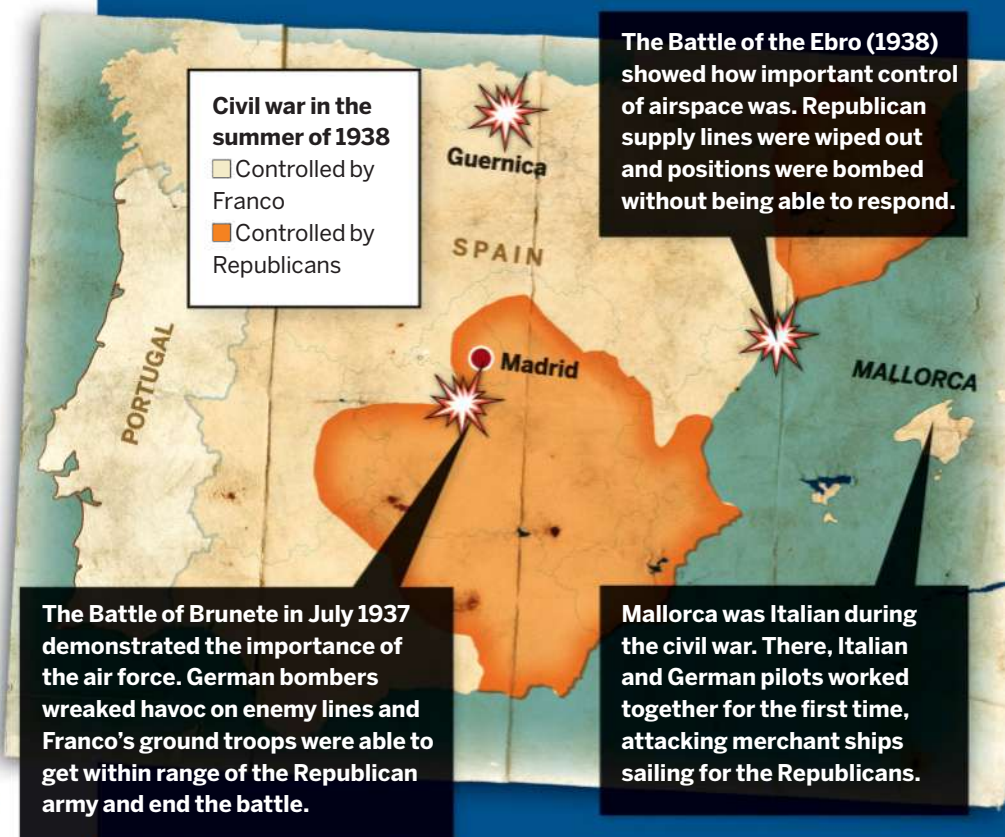 Civil war in the
summer of 1938
Controlled by
Franco
Controlled by
Republicans
The Battle of the Ebro (1938)
showed how important control
of airspace was. Republican
supply lines were wiped out
and positions were bombed
without being able to respond.
Guernica
SPAIN
PORTUGAL
Madrid
MALLORCA
The Battle of Brunete in July 1937
demonstrated the importance of
the air force. German bombers
wreaked havoc on enemy lines and
Franco’s ground troops were able to
get within range of the Republican
army and end the battle.
Mallorca was Italian during
the civil war. There, Italian
and German pilots worked
together for the first time,
attacking merchant ships
sailing for the Republicans.